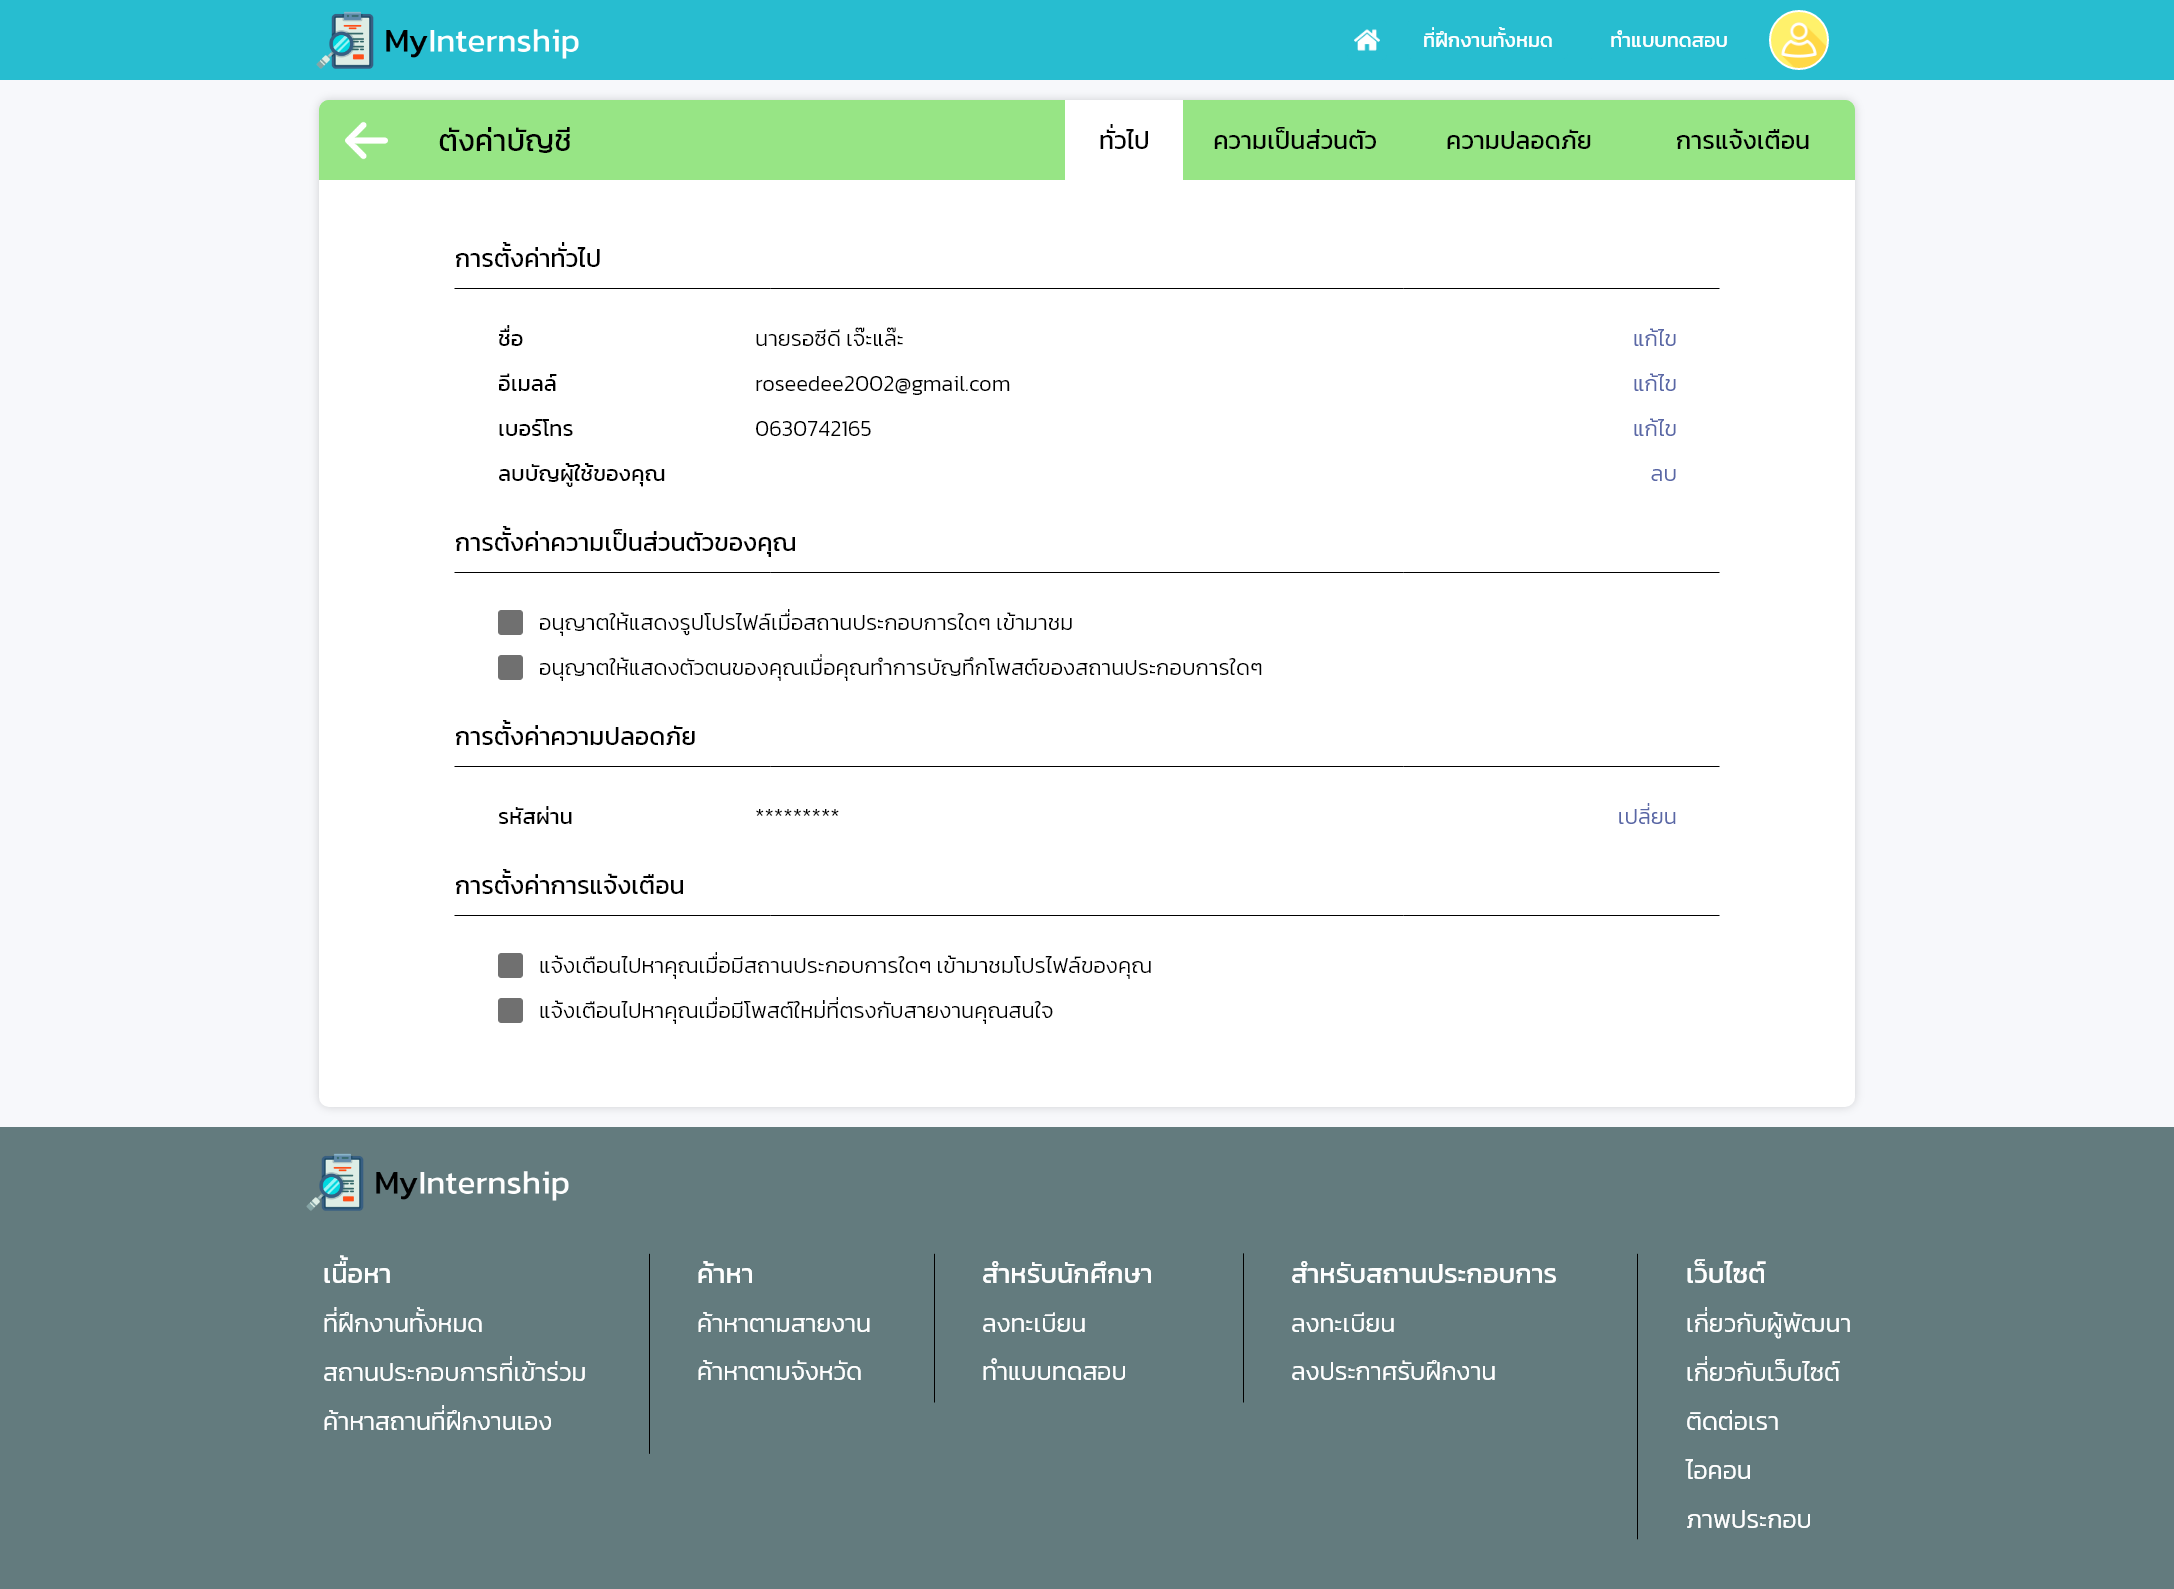 MyInternship
ที่ฝึกงานทั้งหมด
ทำแบบทดสอบ
ตังค่าบัญชี
ทั่วไป
ความเป็นส่วนตัว
ความปลอดภัย
การแจ้งเตือน
การตั้งค่าทั่วไป
ชื่อ นายรอซีดี เจ๊ะแล๊ะ แก้ไข
อีเมลล์ roseedee2002@gmail.com แก้ไข
เบอร์โทร 0630742165 แก้ไข
ลบบัญผู้ใช้ของคุณ ลบ
การตั้งค่าความเป็นส่วนตัวของคุณ
อนุญาตให้แสดงรูปโปรไฟล์เมื่อสถานประกอบการใดๆ เข้ามาชม
อนุญาตให้แสดงตัวตนของคุณเมื่อคุณทำการบัญทึกโพสต์ของสถานประกอบการใดๆ
การตั้งค่าความปลอดภัย
รหัสผ่าน ********* เปลี่ยน
การตั้งค่าการแจ้งเตือน
แจ้งเตือนไปหาคุณเมื่อมีสถานประกอบการใดๆ เข้ามาชมโปรไฟล์ของคุณ
แจ้งเตือนไปหาคุณเมื่อมีโพสต์ใหม่ที่ตรงกับสายงานคุณสนใจ
MyInternship
เนื้อหา
ที่ฝึกงานทั้งหมด
สถานประกอบการที่เข้าร่วม
ค้าหาสถานที่ฝึกงานเอง
ค้าหา
ค้าหาตามสายงาน
ค้าหาตามจังหวัด
สำหรับนักศึกษา
ลงทะเบียน
ทำแบบทดสอบ
สำหรับสถานประกอบการ
ลงทะเบียน
ลงประกาศรับฝึกงาน
เว็บไซต์
เกี่ยวกับผู้พัฒนา
เกี่ยวกับเว็บไซต์
ติดต่อเรา
ไอคอน
ภาพประกอบ